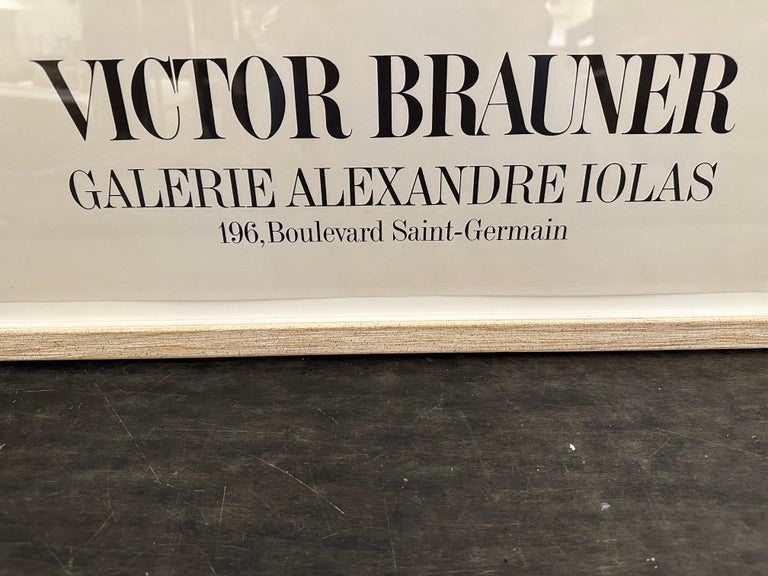 VICTOR BRAUNER
GALERIE ALEXANDRE IOLAS
196, Boulevard Saint-Germain